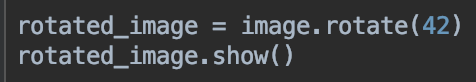 rotated_image = image.rotate(42)
rotated_image.show()